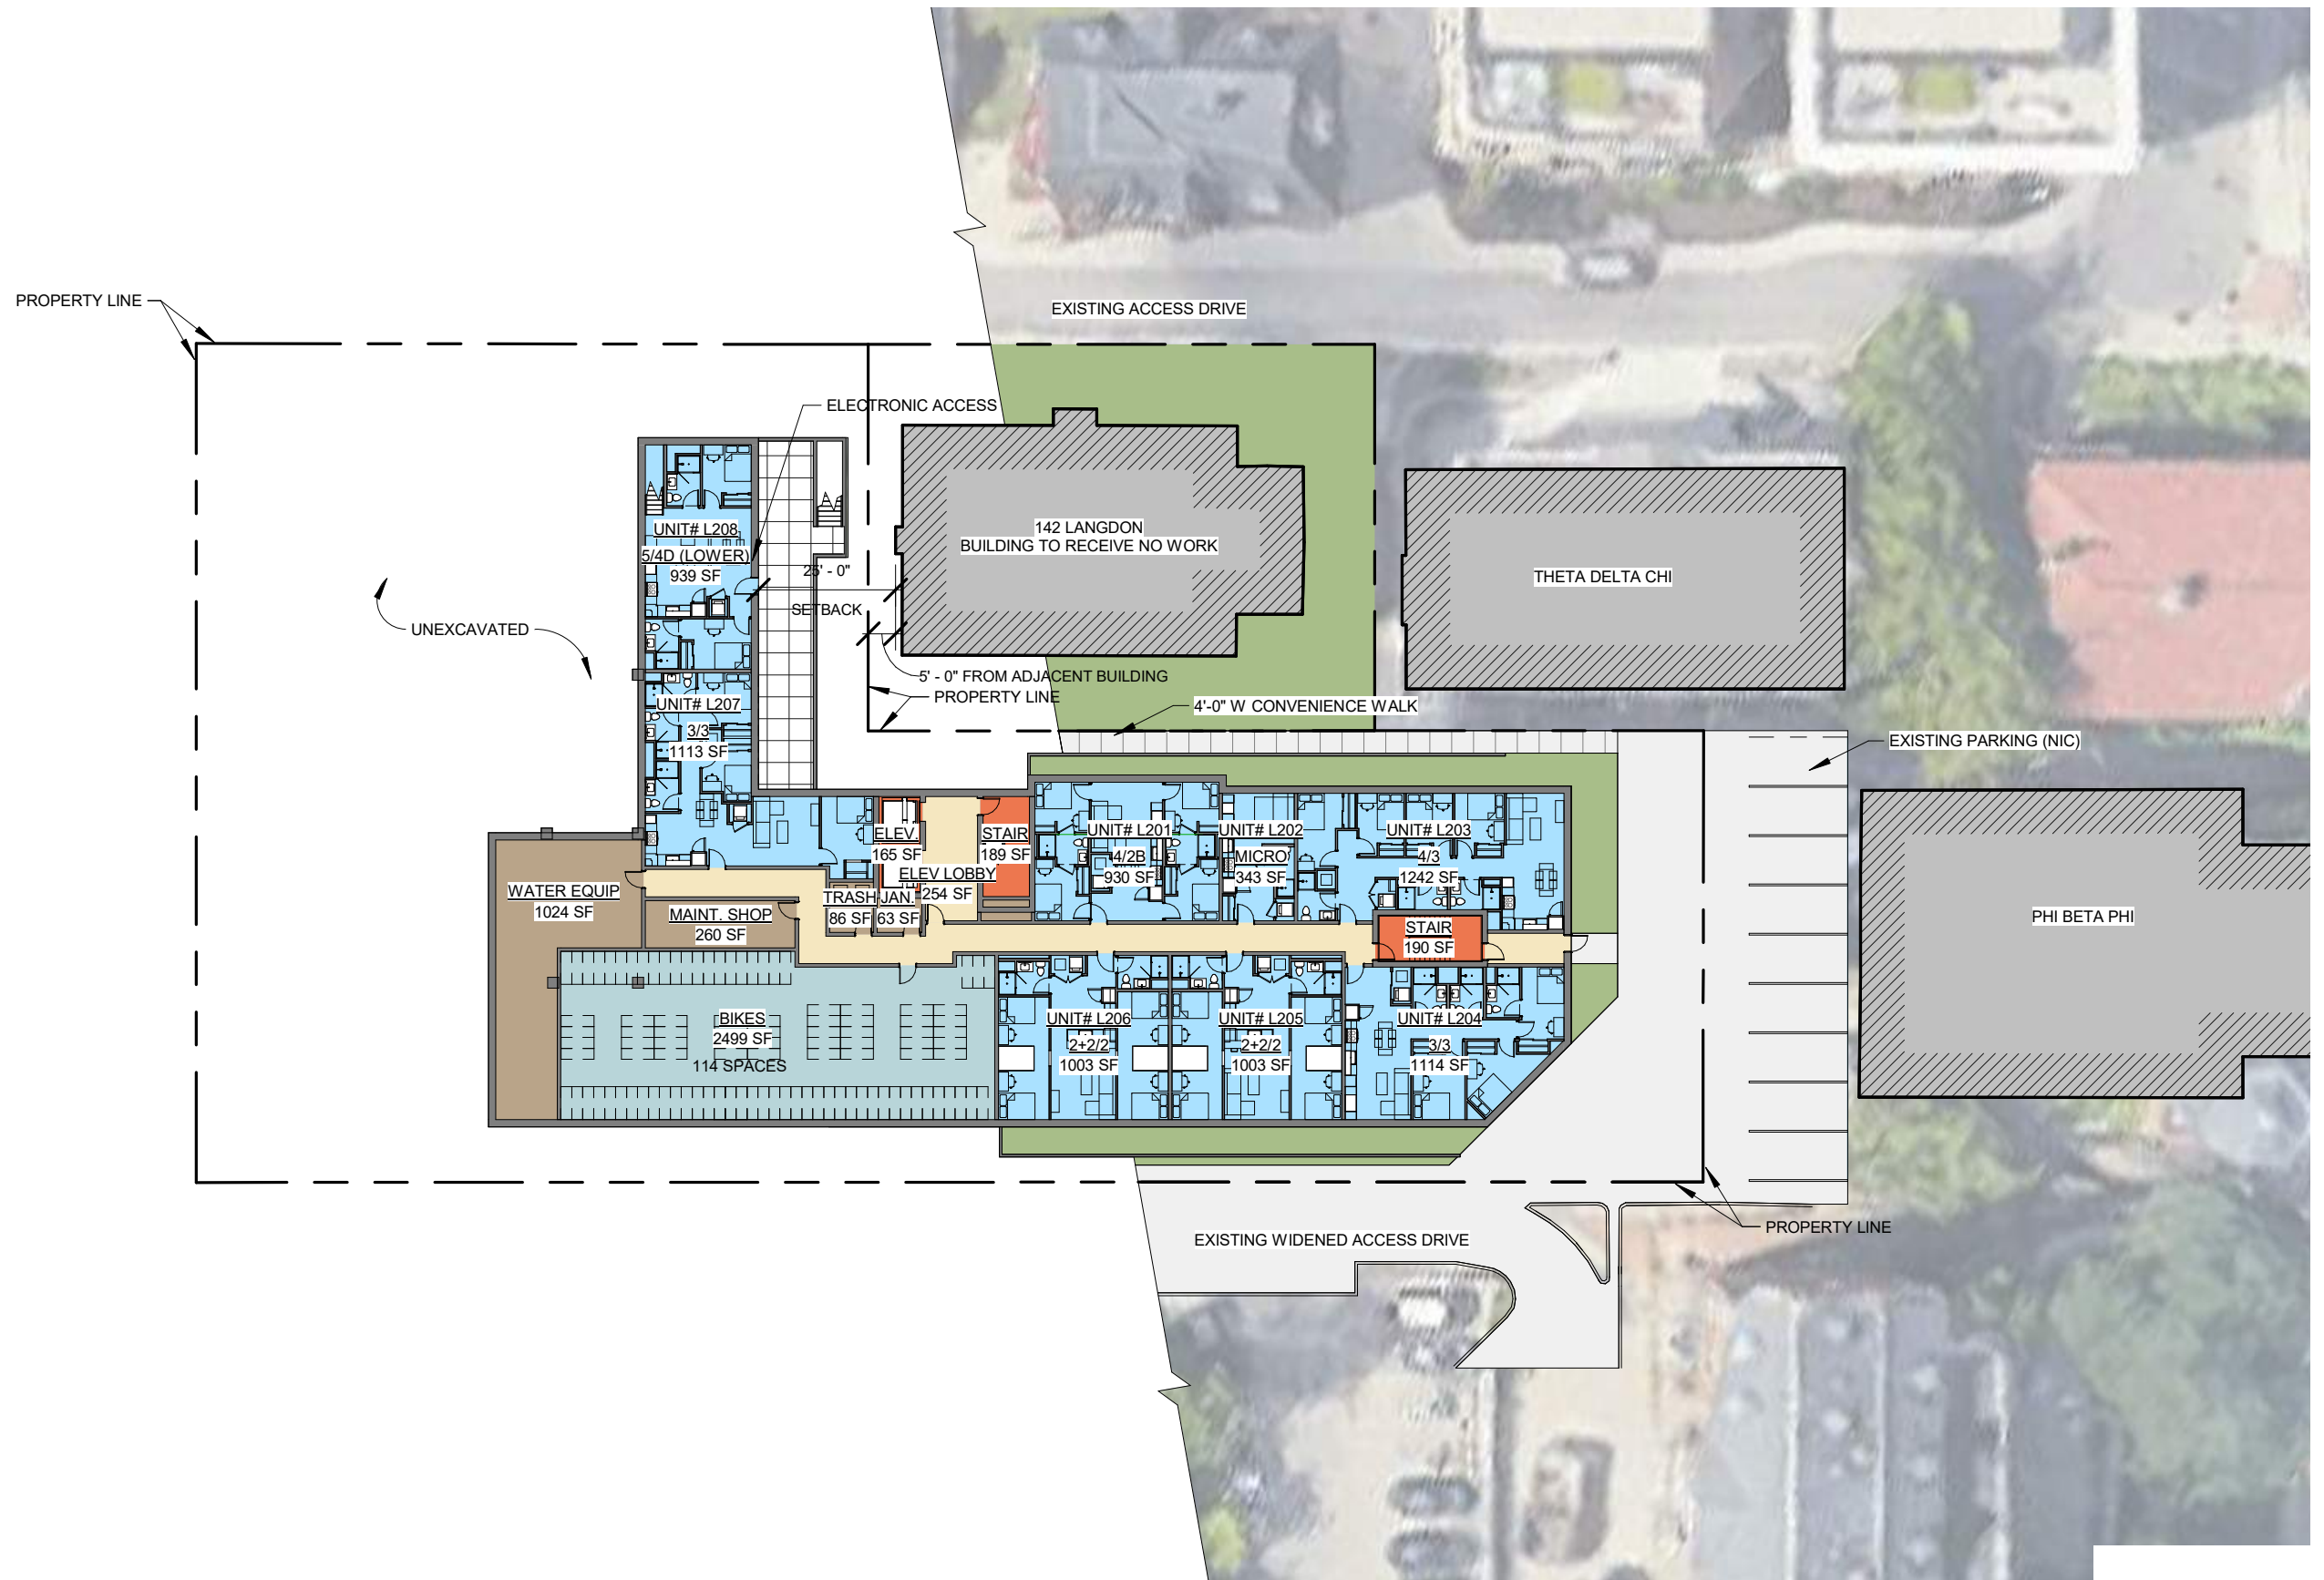 PROPERTY LINE
EXISTING ACCESS DRIVE
ELECTRONIC ACCESS
UNIT# L208
5/4D (LOWER)
939 SF
25' - 0"
SETBACK
142 LANGDON
BUILDING TO RECEIVE NO WORK
THETA DELTA CHI
UNEXCAVATED
5' - 0" FROM ADJACENT BUILDING
PROPERTY LINE
4'-0" W CONVENIENCE WALK
EXISTING PARKING (NIC)
UNIT# L207
3/3
1113 SF
ELEV.
165 SF
STAIR
189 SF
ELEV LOBBY
254 SF
UNIT# L201
4/2B
930 SF
UNIT# L202
MICRO
343 SF
UNIT# L203
4/3
1242 SF
WATER EQUIP
1024 SF
MAINT. SHOP
260 SF
TRASH
86 SF
JAN.
63 SF
STAIR
190 SF
PHI BETA PHI
BIKES
2499 SF
114 SPACES
UNIT# L206
2+2/2
1003 SF
UNIT# L205
2+2/2
1003 SF
UNIT# L204
3/3
1114 SF
PROPERTY LINE
EXISTING WIDENED ACCESS DRIVE